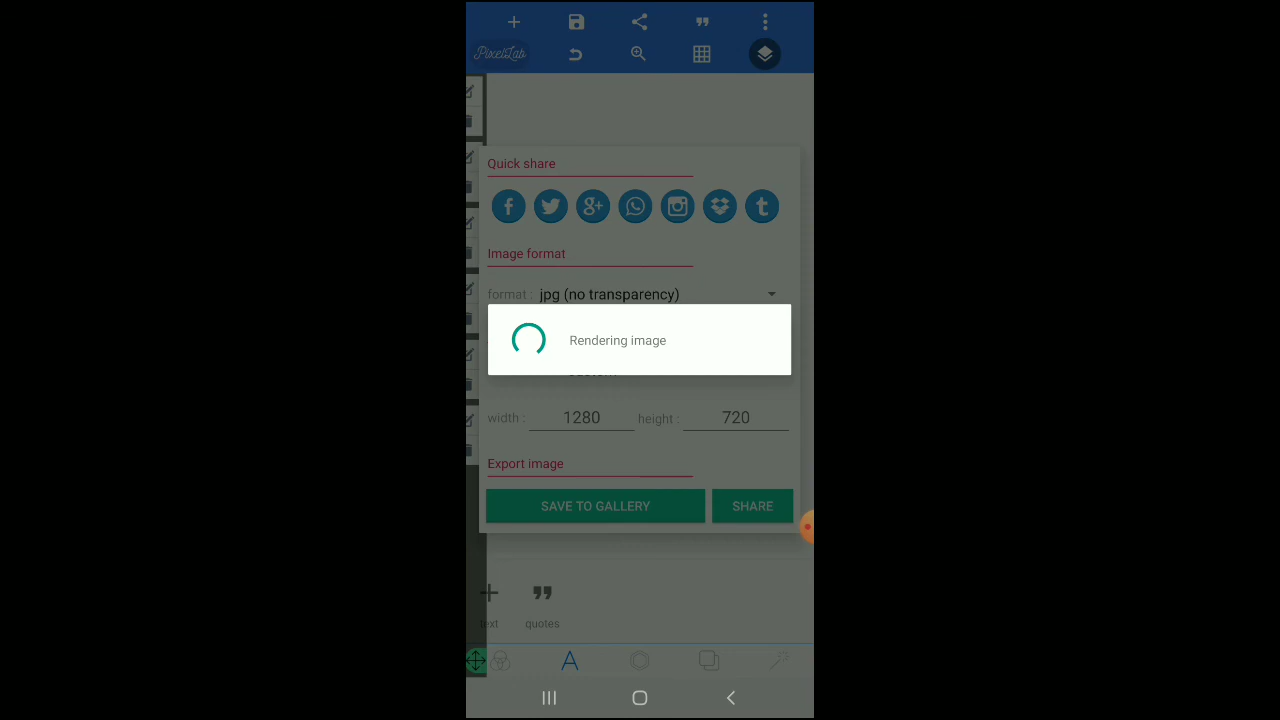 PixelLab
Quick share
Image format
format : jpg (no transparency)
Rendering image
width : 1280 height : 720
Export image
SAVE TO GALLERY SHARE
text quotes